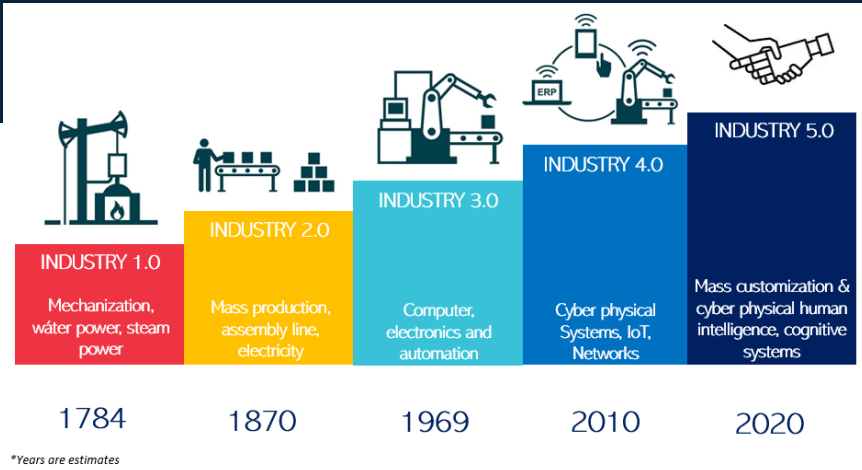 ERP
INDUSTRY 5.0
INDUSTRY 4.0
INDUSTRY 3.0
INDUSTRY 2.0
INDUSTRY 1.0
Mechanization,
wáter power, steam
power
Mass production,
assembly line,
electricity
Computer,
electronics and
automation
Cyber physical
Systems, IoT,
Networks
Mass customization &
cyber physical human
intelligence, cognitive
systems
1784
1870
1969
2010
2020
*Years are estimates